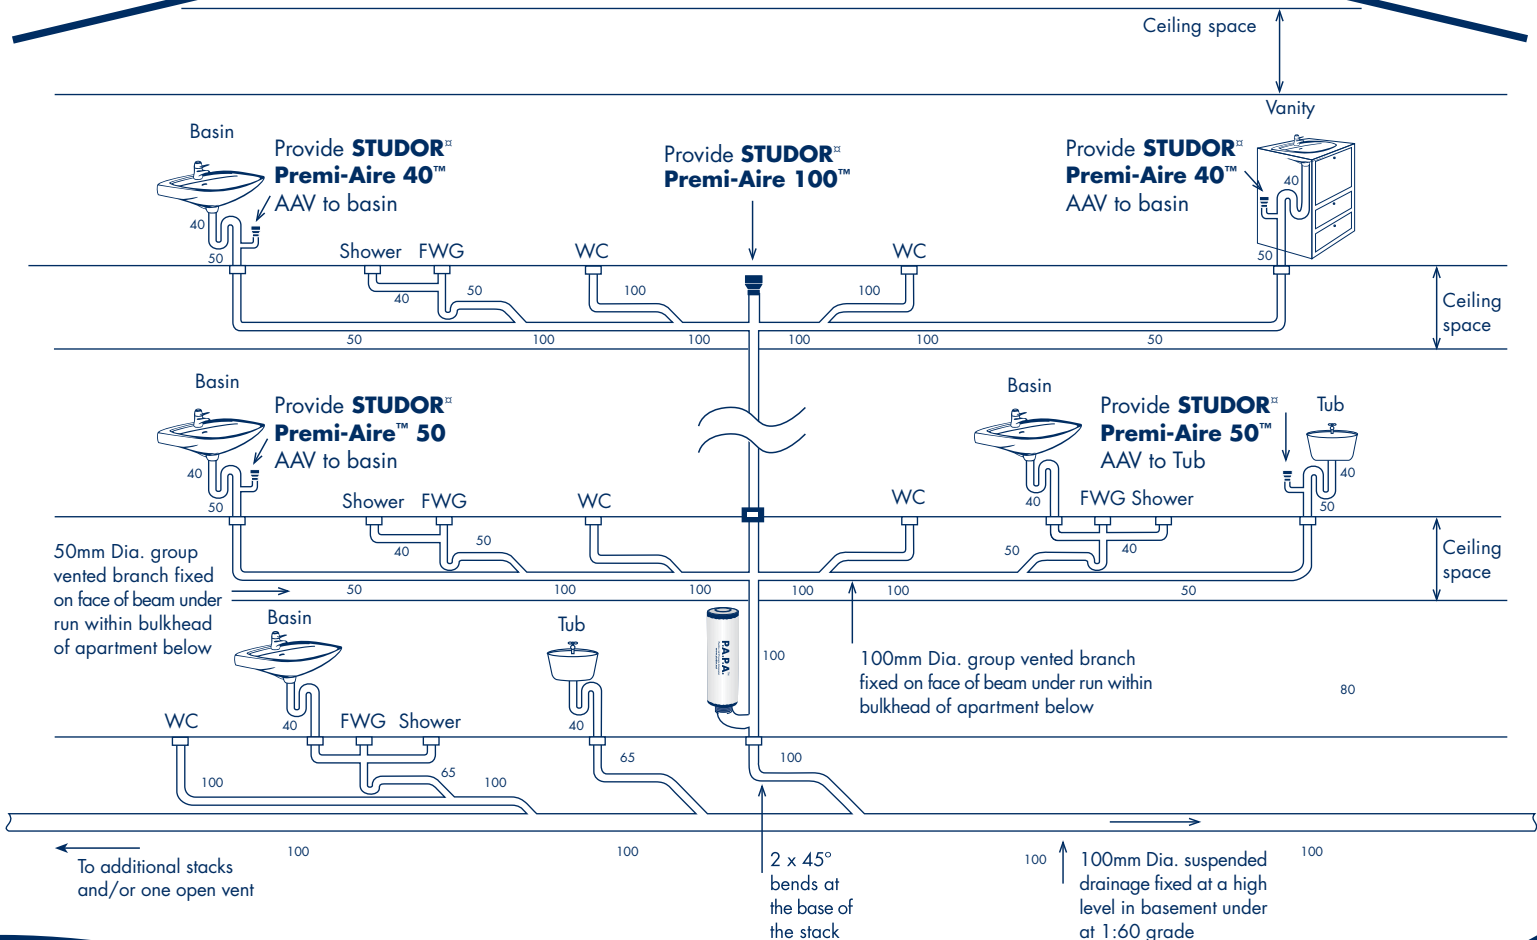 Ceiling space
Vanity
Basin
Provide STUDOR¤
Premi-Aire 40™
AAV to basin
Provide STUDOR¤
Premi-Aire 100™
Provide STUDOR¤
Premi-Aire 40™
AAV to basin
40
40
50
Shower
FWG
WC
WC
50
40
50
100
100
Ceiling
space
50
100
100
100
100
50
Basin
Provide STUDOR¤
Premi-Aire™ 50
AAV to basin
Basin
Provide STUDOR¤
Premi-Aire 50™
AAV to Tub
Tub
40
50
Shower
FWG
WC
WC
40
FWG
Shower
40
50
40
50
50
40
Ceiling
space
50mm Dia. group
vented branch fixed
on face of beam under
run within bulkhead
of apartment below
50
100
100
100
100
50
Basin
Tub
P.A.P.A.™
100
100mm Dia. group vented branch
fixed on face of beam under run within
bulkhead of apartment below
80
WC
40
FWG
Shower
40
100
65
100
65
100
To additional stacks
and/or one open vent
100
100
2 x 45°
bends at
the base of
the stack
100
100mm Dia. suspended
drainage fixed at a high
level in basement under
at 1:60 grade
100